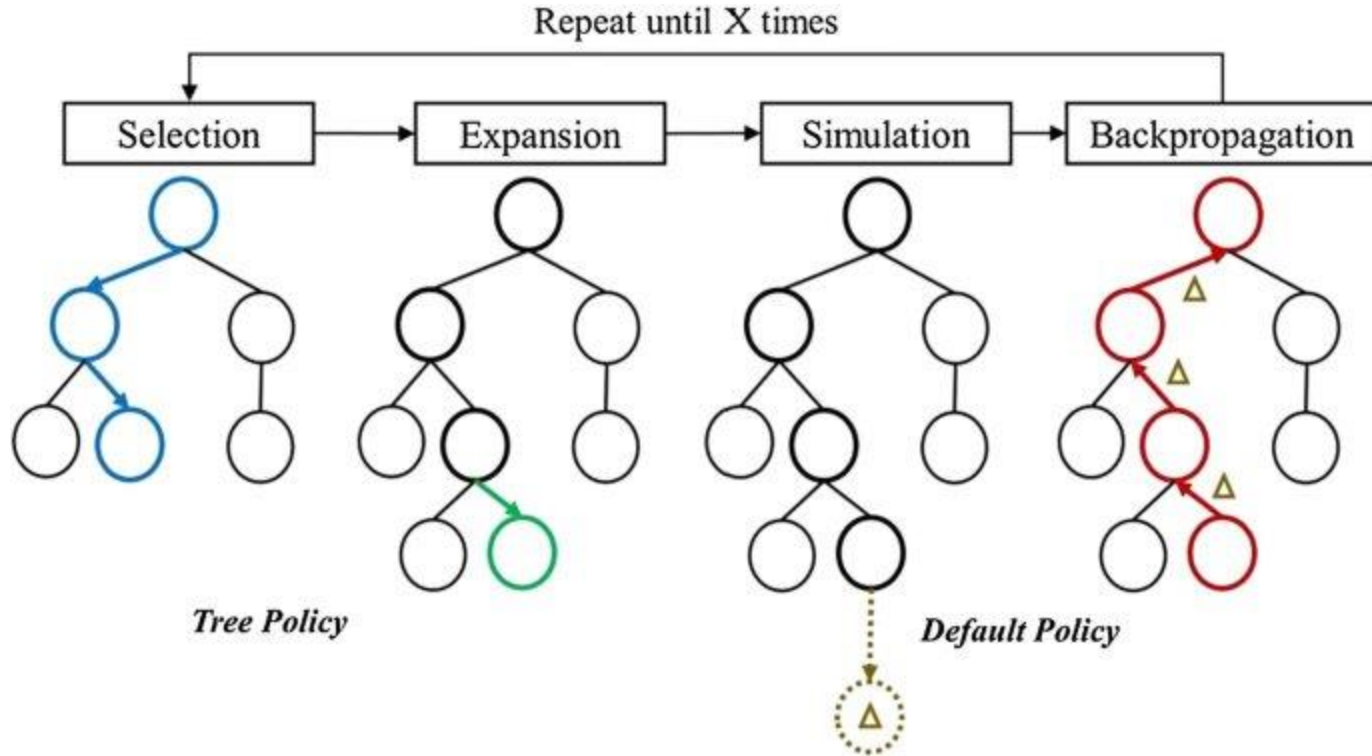 Repeat until X times
Selection
Expansion
Simulation
Backpropagation
Δ
Δ
Δ
Tree Policy
Default Policy
Δ